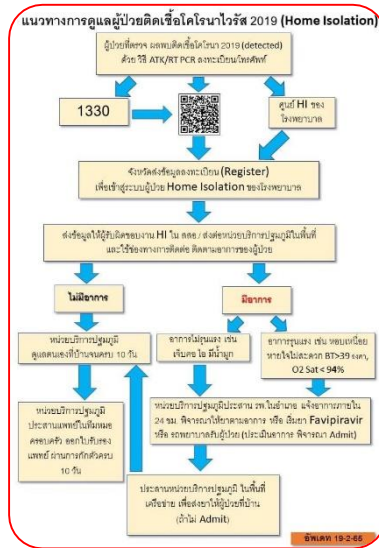 แนวทางการดูแลผู้ป่วยติดเชื้อโคโรนาไวรัส 2019 (Home Isolation)
ผู้ป่วยที่ตรวจ ผลพบติดเชื้อโคโรนา 2019 (detected)
ด้วย วิธี ATK/RT PCR ลงทะเบียน/โทรศัพท์
1330
ศูนย์ HI ของ
โรงพยาบาล
จังหวัดส่งข้อมูลลงทะเบียน (Register)
เพื่อเข้าสู่ระบบผู้ป่วย Home Isolation ของโรงพยาบาล
ส่งข้อมูลให้ผู้รับผิดชอบงาน HI ใน สสอ / ส่งต่อหน่วยบริการปฐมภูมิในพื้นที่
และใช้ช่องทางการติดต่อ ติดตามอาการของผู้ป่วย
ไม่มีอาการ
มีอาการ
หน่วยบริการปฐมภูมิ
ดูแลตนเองที่บ้านจนครบ 10 วัน
อาการไม่รุนแรง เช่น
เจ็บคอ ไอ มีน้ำมูก
อาการรุนแรง เช่น หอบเหนื่อย
หายใจไม่สะดวก BT>39 องศา,
O2 Sat < 94%
หน่วยบริการปฐมภูมิ
ประสานแพทย์ในทีมหมอ
ครอบครัว ออกใบรับรอง
แพทย์ ผ่านการกักตัวครบ
10 วัน
หน่วยบริการปฐมภูมิประสาน รพ.ในอำเภอ แจ้งอาการภายใน
24 ชม. พิจารณาให้ยาตามอาการ หรือ เริ่มยา Favipiravir
หรือ รถพยาบาลรับผู้ป่วย (ประเมินอาการ พิจารณา Admit)
ประสานหน่วยบริการปฐมภูมิ ในพื้นที่
เครือข่าย เพื่อส่งยาให้ผู้ป่วยที่บ้าน
(ถ้าไม่ Admit)
อัพเดท 19-2-65